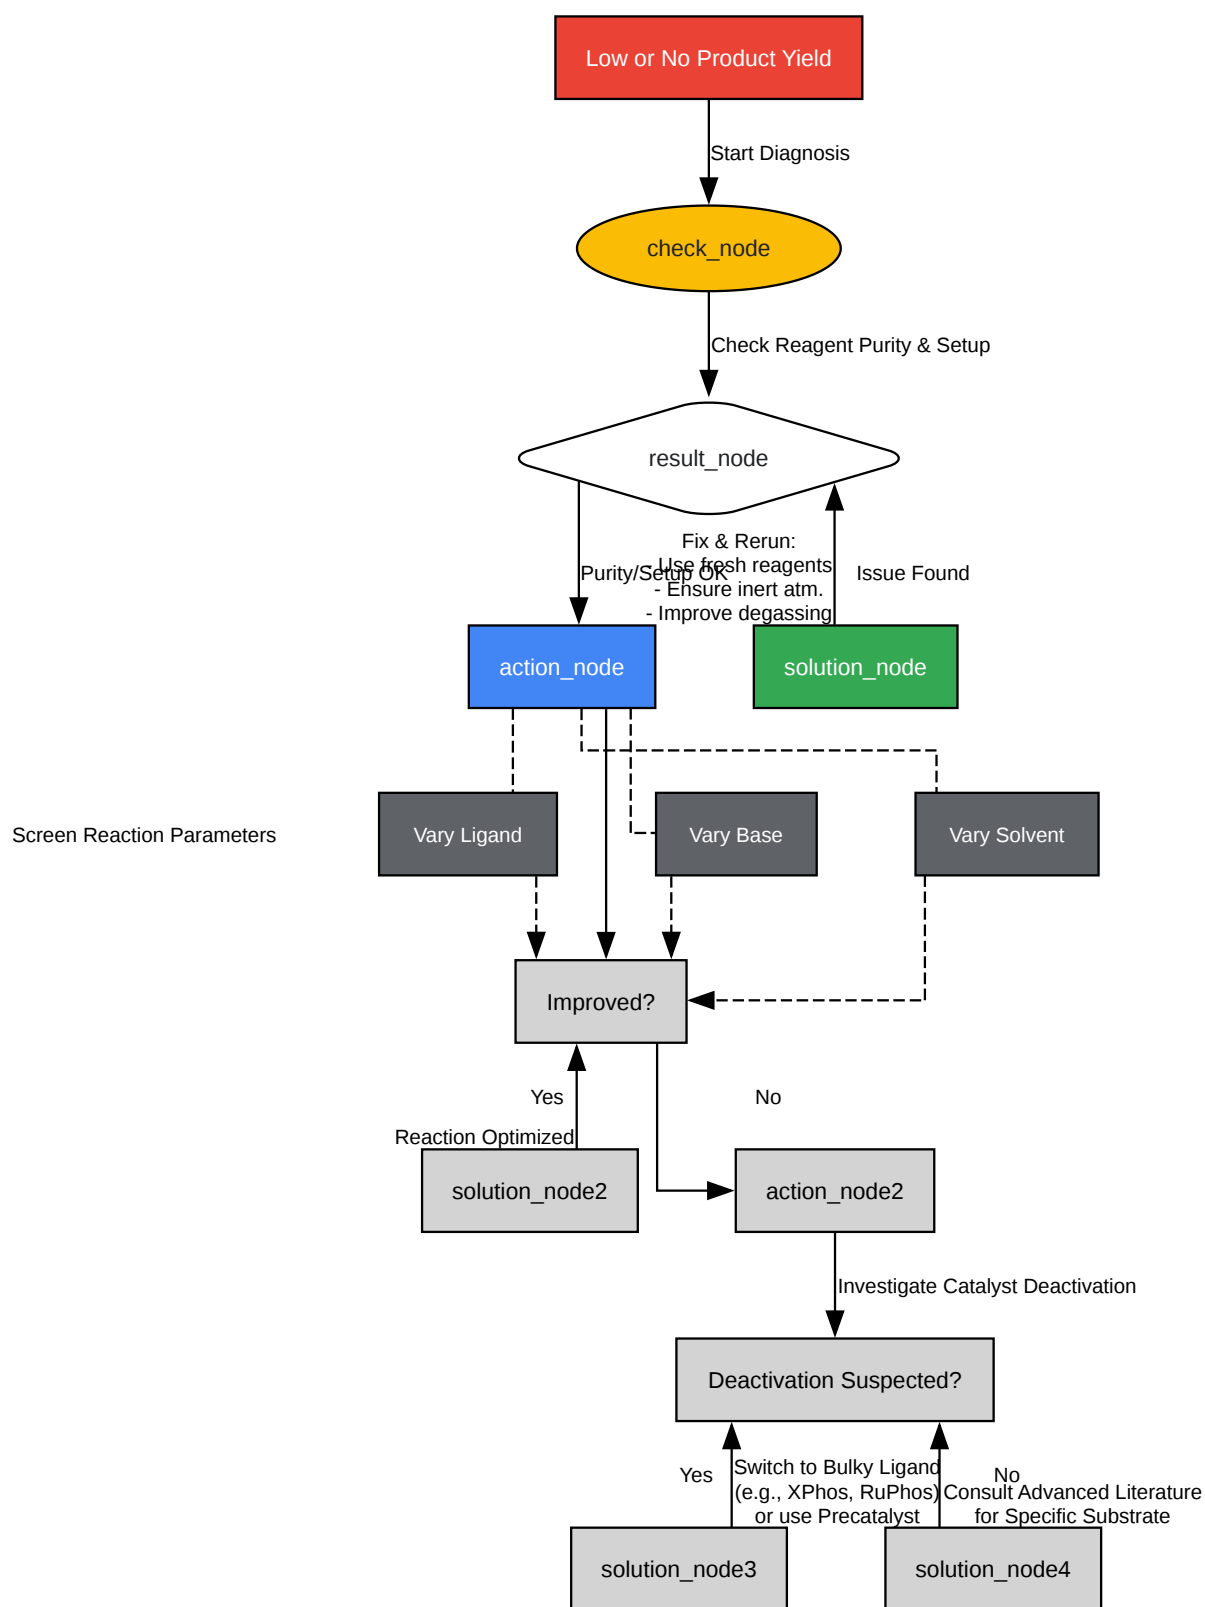 Low or No Product Yield
Start Diagnosis
check_node
Check Reagent Purity & Setup
result_node
Purity/Setup OK
Fix & Rerun:
- Use fresh reagents
- Ensure inert atm.
- Improve degassing
Issue Found
action_node
solution_node
Screen Reaction Parameters
Vary Ligand
Vary Base
Vary Solvent
Improved?
Yes
No
Reaction Optimized
solution_node2
action_node2
Investigate Catalyst Deactivation
Deactivation Suspected?
Yes
Switch to Bulky Ligand
(e.g., XPhos, RuPhos)
or use Precatalyst
No
Consult Advanced Literature
for Specific Substrate
solution_node3
solution_node4